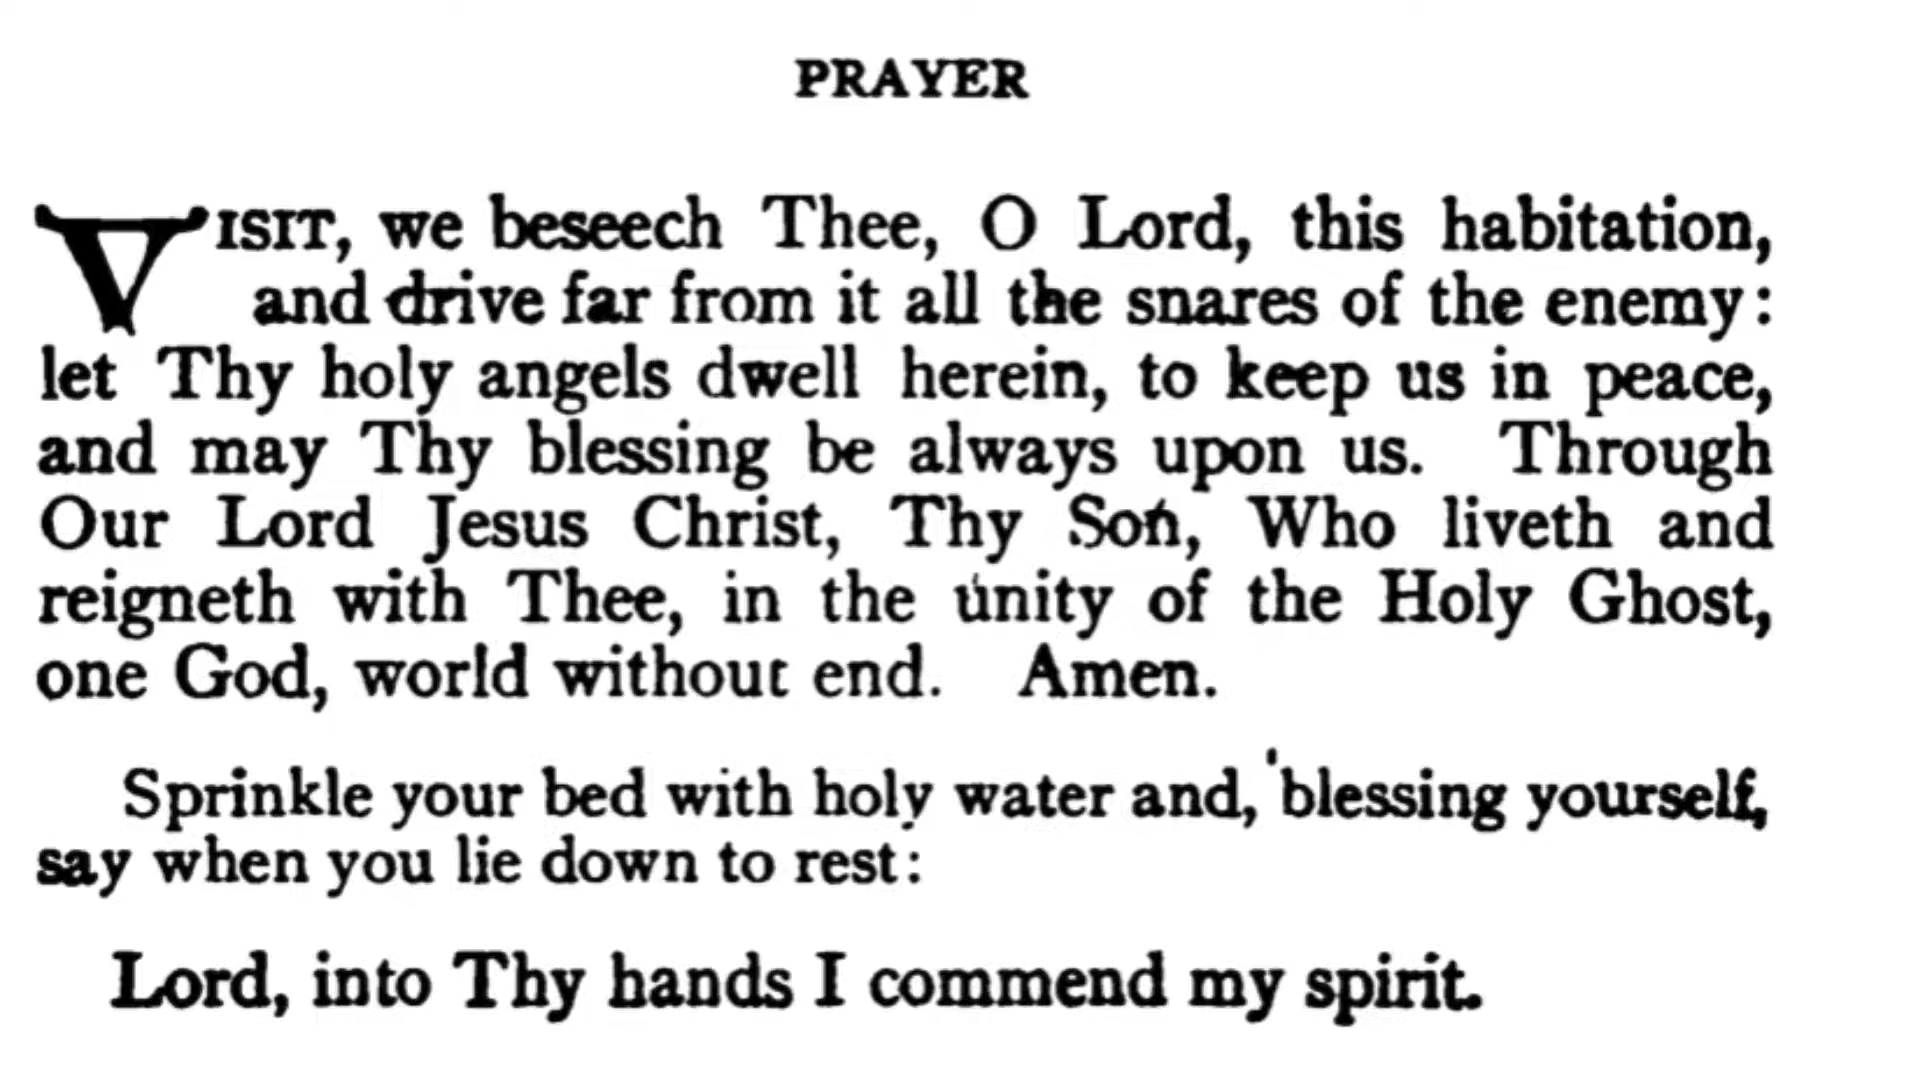 PRAYER
VISIT, we beseech Thee, O Lord, this habitation,
and drive far from it all the snares of the enemy:
let Thy holy angels dwell herein, to keep us in peace,
and may Thy blessing be always upon us. Through
Our Lord Jesus Christ, Thy Son, Who liveth and
reigneth with Thee, in the unity of the Holy Ghost,
one God, world without end. Amen.
Sprinkle your bed with holy water and, blessing yourself,
say when you lie down to rest:
Lord, into Thy hands I commend my spirit.